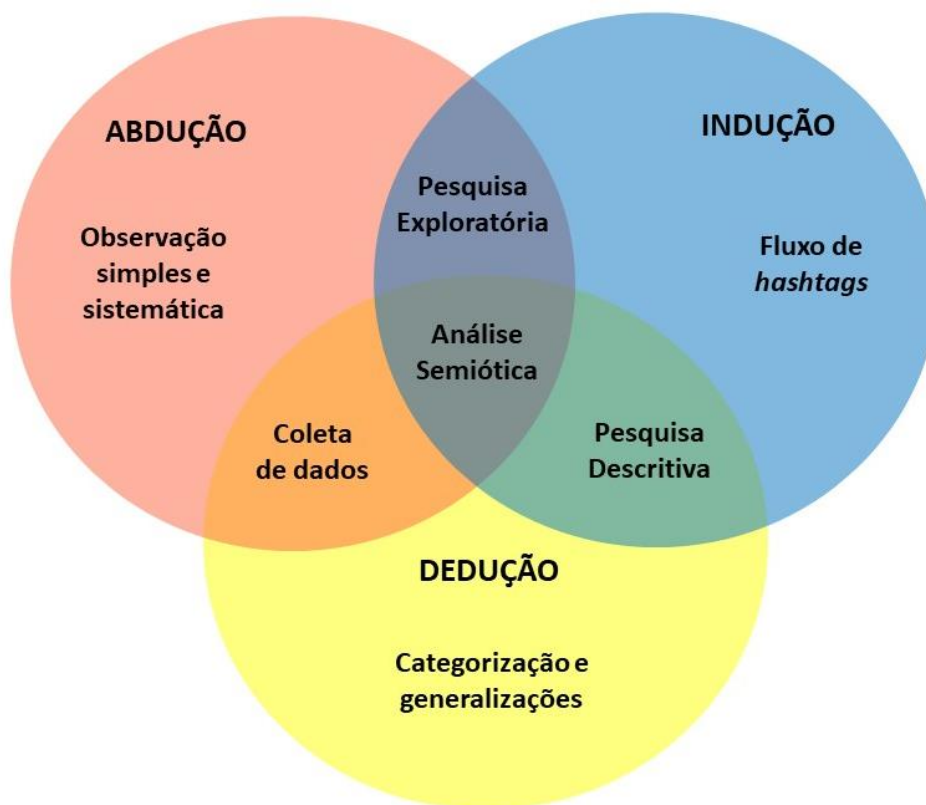 ABDUÇÃO
Observação
simples e
sistemática
INDUÇÃO
Fluxo de
hashtags
Pesquisa
Exploratória
Análise
Semiótica
Coleta
de dados
Pesquisa
Descritiva
DEDUÇÃO
Categorização e
generalizações